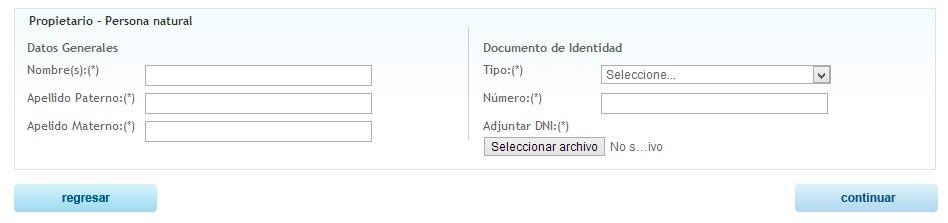 Propietario - Persona natural
Datos Generales
Nombre(s):(*)
Apellido Paterno:(*)
Apelido Materno:(*)
Documento de Identidad
Tipo:(*)
Seleccione...
Número:(*)
Adjuntar DNI:(*)
Seleccionar archivo No s...ivo
regresar
continuar